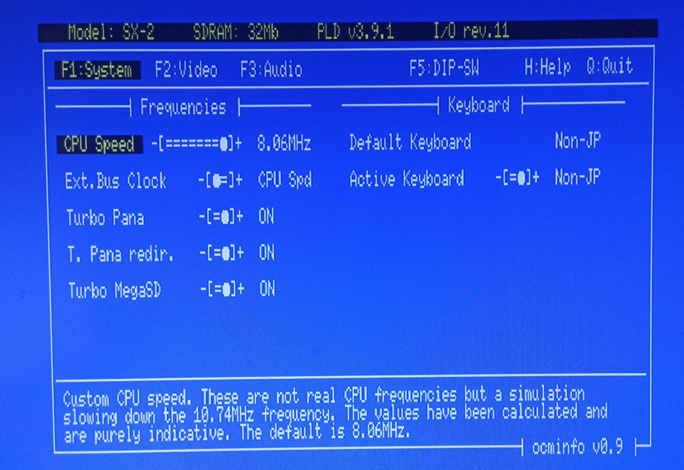 Model: SX-2 SDRAM: 32Mb PLD v3.9.1 I/O rev.11
F1:System F2:Video F3:Audio F5:DIP-SW H:Help Q:Quit
Frequencies Keyboard
CPU Speed -[=======●]+ 8.06MHz Default Keyboard Non-JP
Ext.Bus Clock -[●=]+ CPU Spd Active Keyboard -[=●]+ Non-JP
Turbo Pana -[=●]+ ON
T. Pana redir. -[=●]+ ON
Turbo MegaSD -[=●]+ ON
Custom CPU speed. These are not real CPU frequencies but a simulation
slowing down the 10.74MHz frequency. The values have been calculated and
are purely indicative. The default is 8.06MHz.
ocminfo v0.9